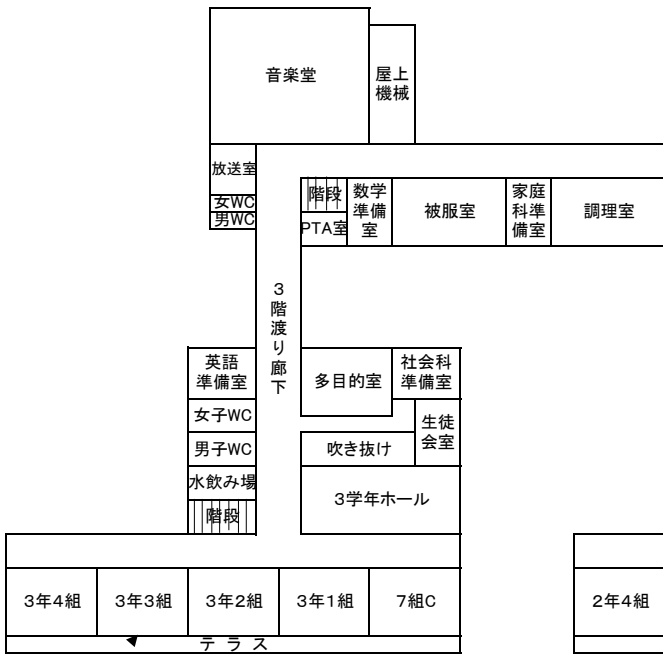 音楽堂
屋上
機械
放送室
女WC
男WC
階段
PTA室
数学
準備
室
被服室
家庭
科準
備室
調理室
3
階
渡
り
廊
下
英語
準備室
多目的室
社会科
準備室
女子WC
生徒
会室
男子WC
吹き抜け
水飲み場
3学年ホール
階段
3年4組
3年3組
3年2組
3年1組
7組C
2年4組
テラス